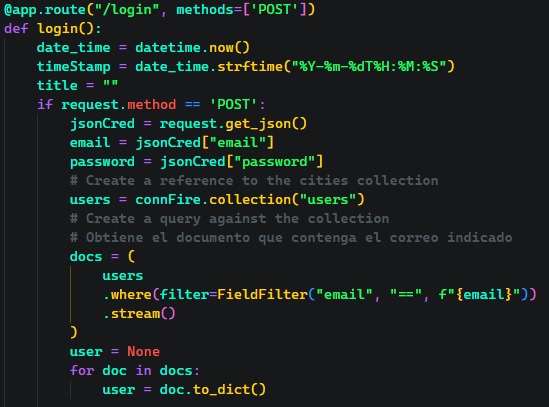 @app.route("/login", methods=['POST'])
def login():
    date_time = datetime.now()
    timeStamp = date_time.strftime("%Y-%m-%dT%H:%M:%S")
    title = ""
    if request.method == 'POST':
        jsonCred = request.get_json()
        email = jsonCred["email"]
        password = jsonCred["password"]
        # Create a reference to the cities collection
        users = connFire.collection("users")
        # Create a query against the collection
        # Obtiene el documento que contenga el correo indicado
        docs = (
            users
            .where(filter=FieldFilter("email", "==", f"{email}"))
            .stream()
        )
        user = None
        for doc in docs:
            user = doc.to_dict()